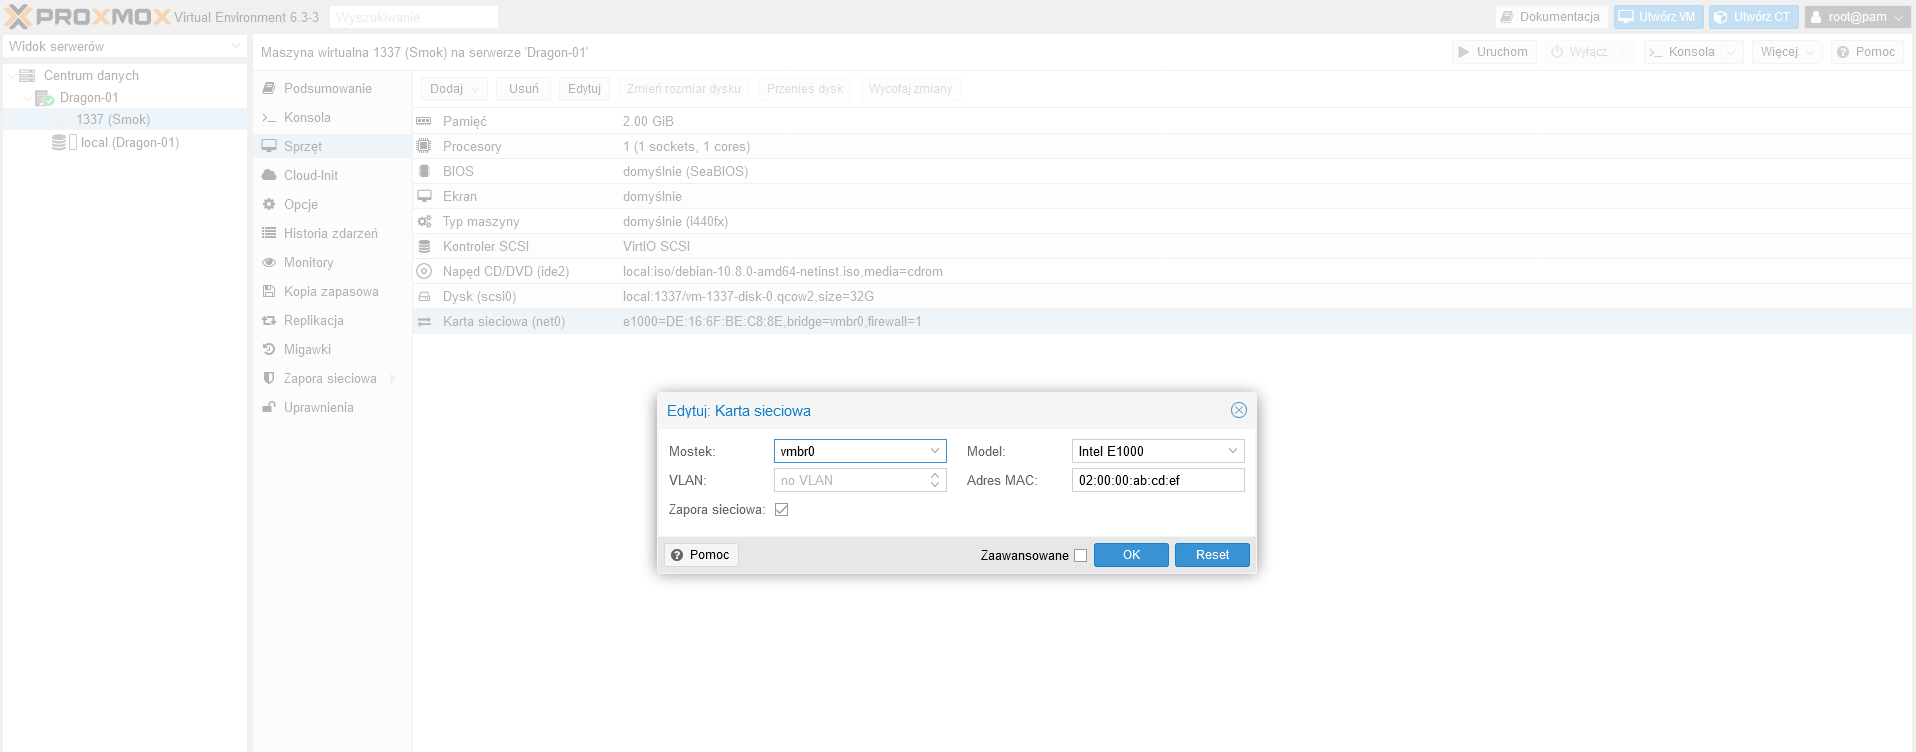 PROXMOX Virtual Environment 6.3-3 Wyszukiwanie Dokumentacja Utwórz VM Utwórz CT root@pam
Widok serwerów
Maszyna wirtualna 1337 (Smok) na serwerze 'Dragon-01' Uruchom Wyłącz Konsola Więcej Pomoc
Centrum danych
Dragon-01
1337 (Smok)
local (Dragon-01)
Podsumowanie
Konsola
Sprzęt
Cloud-Init
Opcje
Historia zdarzeń
Monitory
Kopia zapasowa
Replikacja
Migawki
Zapora sieciowa
Uprawnienia
Dodaj Usuń Edytuj Zmień rozmiar dysku Przenieś dysk Wycofaj zmiany
Pamięć 2.00 GiB
Procesory 1 (1 sockets, 1 cores)
BIOS domyślnie (SeaBIOS)
Ekran domyślnie
Typ maszyny domyślnie (i440fx)
Kontroler SCSI VirtIO SCSI
Napęd CD/DVD (ide2) local:iso/debian-10.8.0-amd64-netinst.iso,media=cdrom
Dysk (scsi0) local:1337/vm-1337-disk-0.qcow2,size=32G
Karta sieciowa (net0) e1000=DE:16:6F:BE:C8:8E,bridge=vmbr0,firewall=1
Edytuj: Karta sieciowa
Mostek: vmbr0 Model: Intel E1000
VLAN: no VLAN Adres MAC: 02:00:00:ab:cd:ef
Zapora sieciowa:
Pomoc Zaawansowane OK Reset